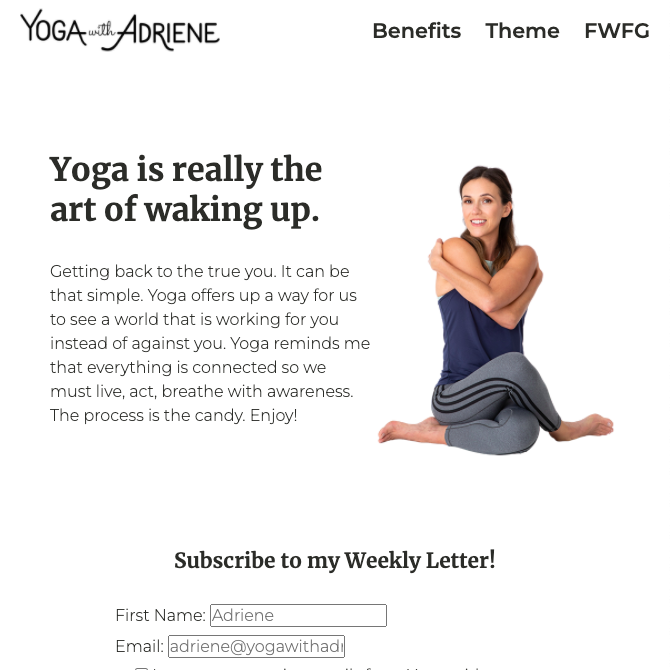 YOGA with ADRIENE
Benefits Theme FWFG
Yoga is really the
art of waking up.
Getting back to the true you. It can be
that simple. Yoga offers up a way for us
to see a world that is working for you
instead of against you. Yoga reminds me
that everything is connected so we
must live, act, breathe with awareness.
The process is the candy. Enjoy!
Subscribe to my Weekly Letter!
First Name: Adriene
Email: adriene@yogawithadr